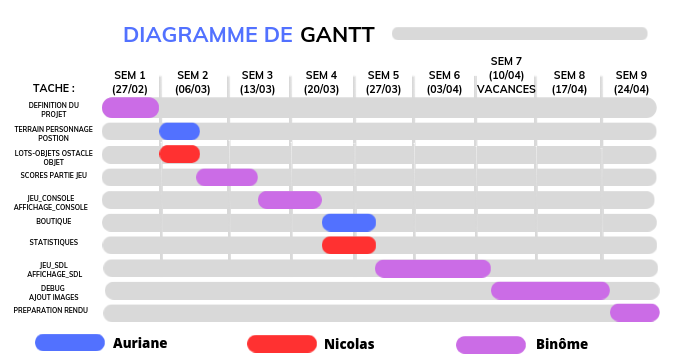 DIAGRAMME DE GANTT
SEM 1 SEM 2 SEM 3 SEM 4 SEM 5 SEM 6 SEM 7 SEM 8 SEM 9
(27/02) (06/03) (13/03) (20/03) (27/03) (03/04) (10/04) (17/04) (24/04)
VACANCES
TACHE :
DEFINITION DU
PROJET
TERRAIN PERSONNAGE
POSTION
LOTS-OBJETS OSTACLE
OBJET
SCORES PARTIE JEU
JEU_CONSOLE
AFFICHAGE_CONSOLE
BOUTIQUE
STATISTIQUES
JEU_SDL
AFFICHAGE_SDL
DEBUG
AJOUT IMAGES
PREPARATION RENDU
Auriane Nicolas Binôme